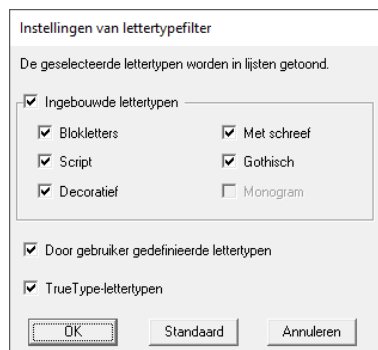 Instellingen van lettertypefilter
De geselecteerde lettertypen worden in lijsten getoond.
Ingebouwde lettertypen
Blokletters Met schreef
Script Gothisch
Decoratief Monogram
Door gebruiker gedefinieerde lettertypen
TrueType-lettertypen
OK Standaard Annuleren